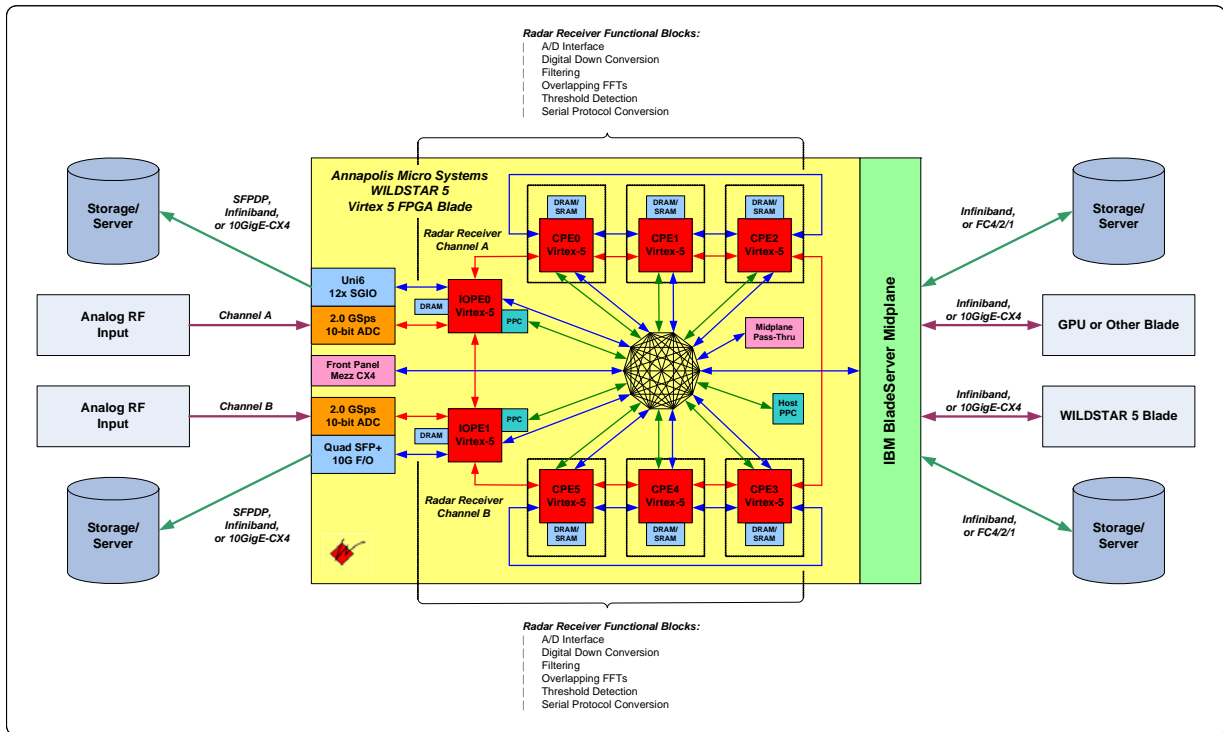 Radar Receiver Functional Blocks:
A/D Interface
Digital Down Conversion
Filtering
Overlapping FFTs
Threshold Detection
Serial Protocol Conversion
Annapolis Micro Systems
WILDSTAR 5
Virtex 5 FPGA Blade
Storage/
Server
SFPDP,
Infiniband,
or 10GigE-CX4
Analog RF
Input
Channel A
Analog RF
Input
Channel B
Storage/
Server
SFPDP,
Infiniband,
or 10GigE-CX4
Uni6
12x SGIO
2.0 GSps
10-bit ADC
Front Panel
Mezz CX4
2.0 GSps
10-bit ADC
Quad SFP+
10G F/O
Radar Receiver
Channel A
IOPE0
Virtex-5
DRAM
PPC
IOPE1
Virtex-5
DRAM
PPC
Radar Receiver
Channel B
DRAM/
SRAM
CPE0
Virtex-5
DRAM/
SRAM
CPE1
Virtex-5
DRAM/
SRAM
CPE2
Virtex-5
Midplane
Pass-Thru
Host
PPC
CPE5
Virtex-5
DRAM/
SRAM
CPE4
Virtex-5
DRAM/
SRAM
CPE3
Virtex-5
DRAM/
SRAM
IBM BladeServer Midplane
Infiniband,
or FC4/2/1
Storage/
Server
Infiniband,
or 10GigE-CX4
GPU or Other Blade
Infiniband,
or 10GigE-CX4
WILDSTAR 5 Blade
Infiniband,
or FC4/2/1
Storage/
Server
Radar Receiver Functional Blocks:
A/D Interface
Digital Down Conversion
Filtering
Overlapping FFTs
Threshold Detection
Serial Protocol Conversion